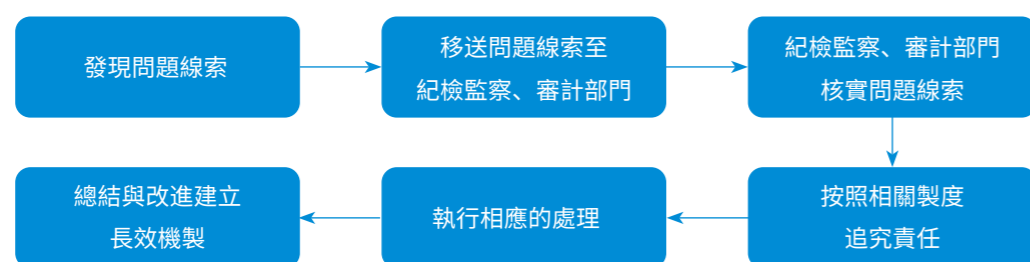 發現問題線索
移送問題線索至
紀檢監察、審計部門
紀檢監察、審計部門
核實問題線索
按照相關製度
追究責任
執行相應的處理
總結與改進建立
長效機製